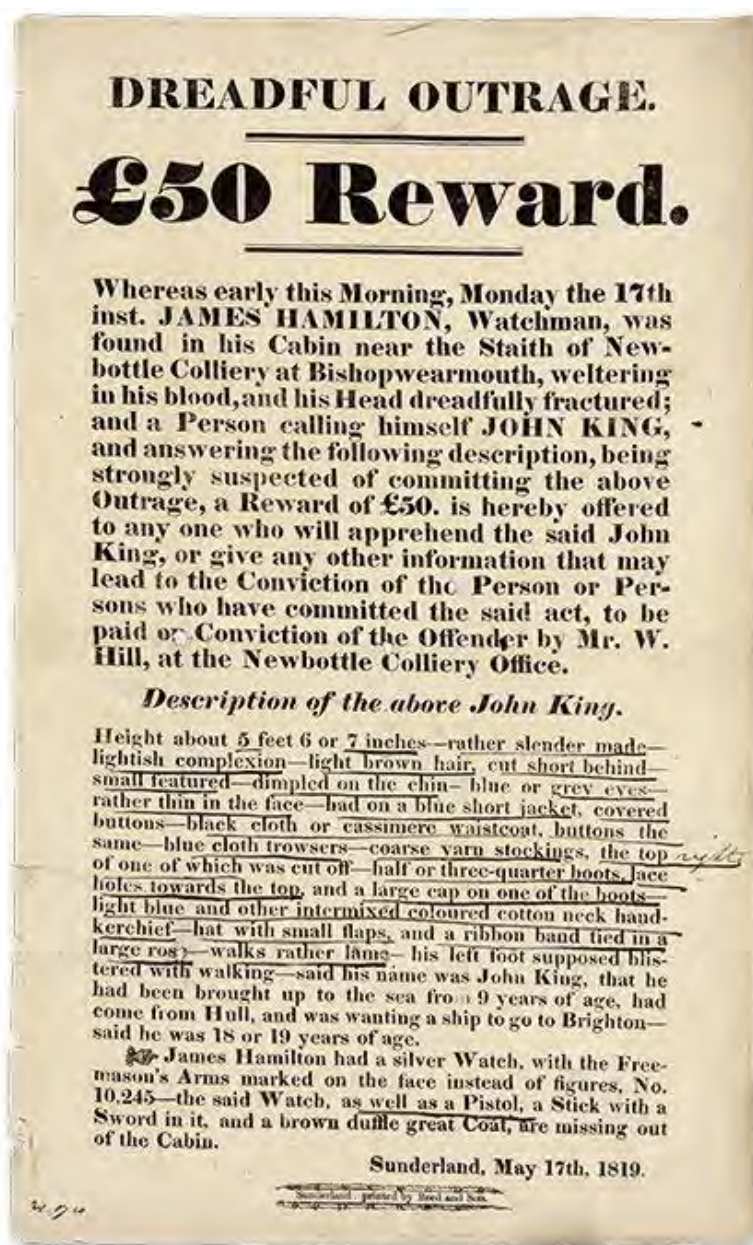 DREADFUL OUTRAGE.
£50 Reward.
Whereas early this Morning, Monday the 17th
inst. JAMES HAMILTON, Watchman, was
found in his Cabin near the Staith of New-
bottle Colliery at Bishopwearmouth, weltering
in his blood, and his Head dreadfully fractured;
and a Person calling himself JOHN KING,
and answering the following description, being
strongly suspected of committing the above
Outrage, a Reward of £50. is hereby offered
to any one who will apprehend the said John
King, or give any other information that may
lead to the Conviction of the Person or Per-
sons who have committed the said act, to be
paid on Conviction of the Offender by Mr. W.
Hill, at the Newbottle Colliery Office.
Description of the above John King.
Height about 5 feet 6 or 7 inches—rather slender made—
lightish complexion—light brown hair, cut short behind—
small featured—dimpled on the chin— blue or grey eyes—
rather thin in the face—had on a blue short jacket, covered
buttons—black cloth or cassimere waistcoat, buttons the
same—blue cloth trowsers—coarse yarn stockings, the top right
of one of which was cut off—half or three-quarter boots, lace
holes towards the top, and a large cap on one of the boots—
light blue and other intermixed coloured cotton neck hand-
kerchief—hat with small flaps, and a ribbon band tied in a
large rose—walks rather lame— his left foot supposed blis-
tered with walking—said his name was John King, that he
had been brought up to the sea from 9 years of age, had
come from Hull, and was wanting a ship to go to Brighton—
said he was 18 or 19 years of age.
☞ James Hamilton had a silver Watch, with the Free-
mason's Arms marked on the face instead of figures, No.
10,245—the said Watch, as well as a Pistol, a Stick with a
Sword in it, and a brown duffle great Coat, are missing out
of the Cabin.
Sunderland, May 17th, 1819.
Sunderland, printed by Reed and Son.